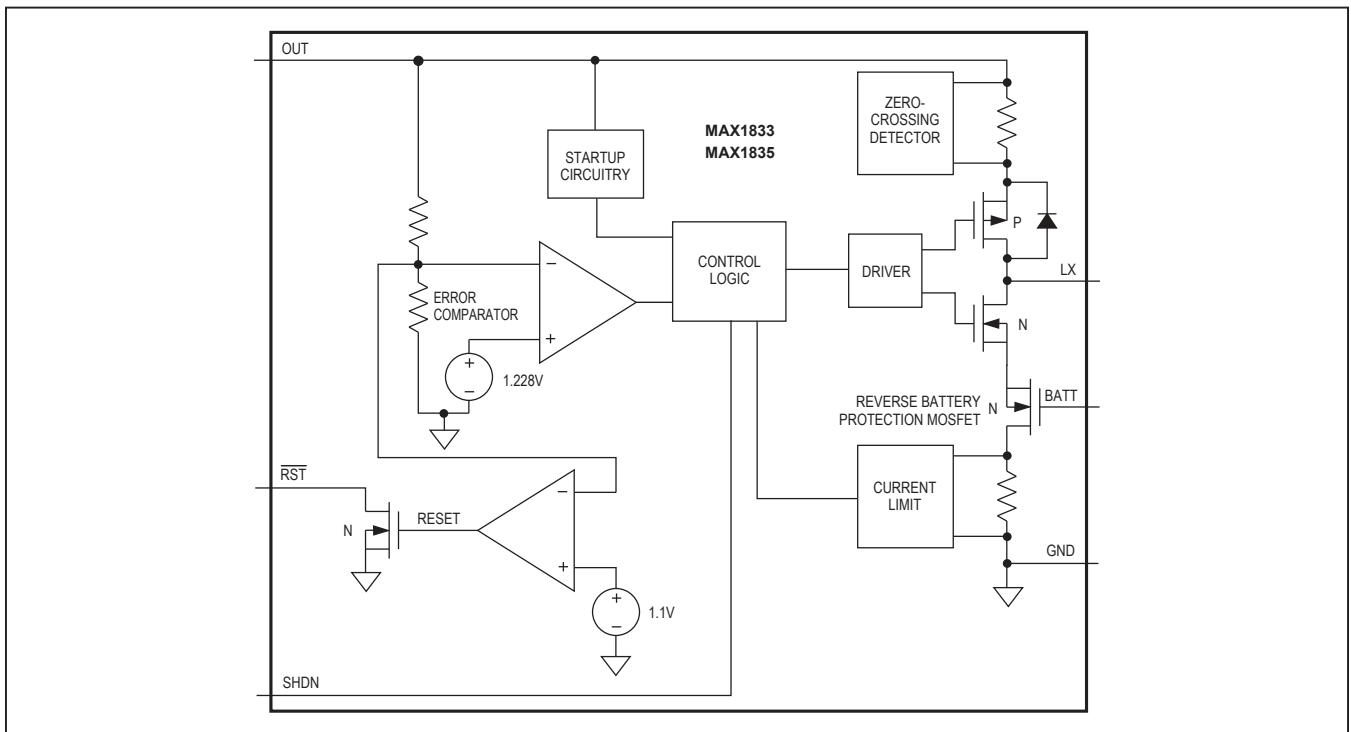 OUT
ZERO-
CROSSING
DETECTOR
MAX1833
MAX1835
STARTUP
CIRCUITRY
P
CONTROL
LOGIC
DRIVER
LX
−
ERROR
COMPARATOR
+
N
+
−
1.228V
REVERSE BATTERY
PROTECTION MOSFET
N
BATT
RST
−
CURRENT
LIMIT
RESET
N
GND
+
+
−
1.1V
SHDN